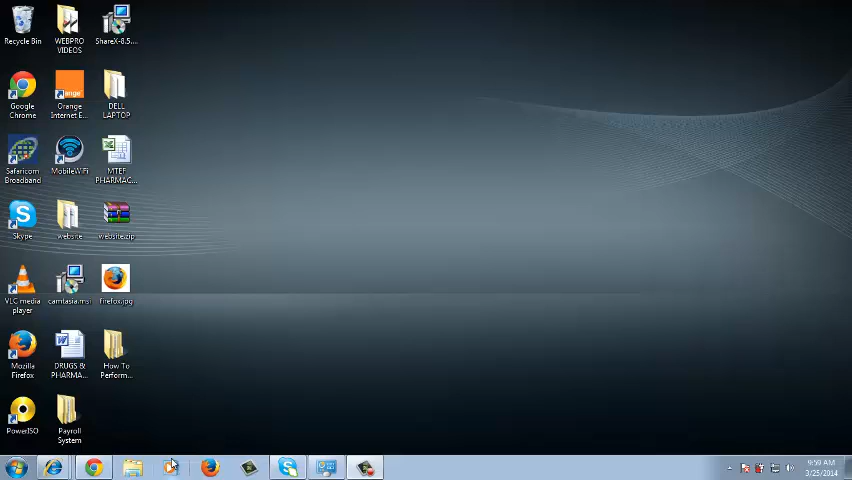 Recycle Bin
WEBPRO
VIDEOS
ShareX-8.5....
Google
Chrome
Orange
Internet E...
DELL
LAPTOP
Safaricom
Broadband
MobileWiFi
MTEF
PHARMAC...
Skype
website
website.zip
VLC media
player
camtasia.msi
firefox.jpg
Mozilla
Firefox
DRUGS &
PHARMA...
How To
Perform...
PowerISO
Payroll
System
9:59 AM
3/25/2014